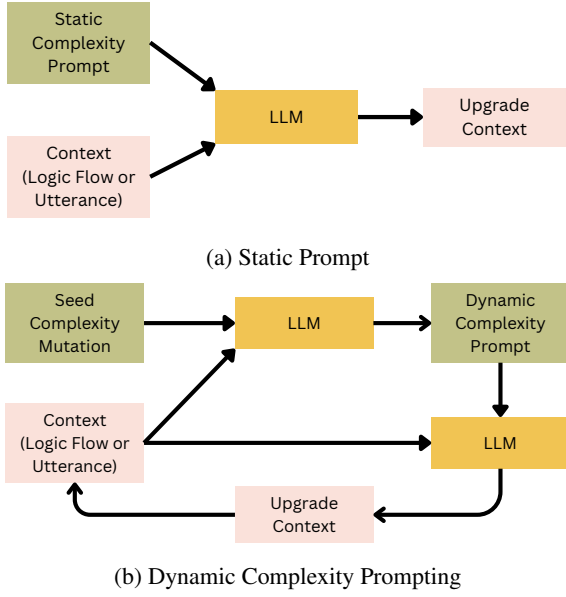 Static
Complexity
Prompt
LLM
Upgrade
Context
Context
(Logic Flow or
Utterance)
(a) Static Prompt
Seed
Complexity
Mutation
LLM
Dynamic
Complexity
Prompt
Context
(Logic Flow or
Utterance)
LLM
Upgrade
Context
(b) Dynamic Complexity Prompting